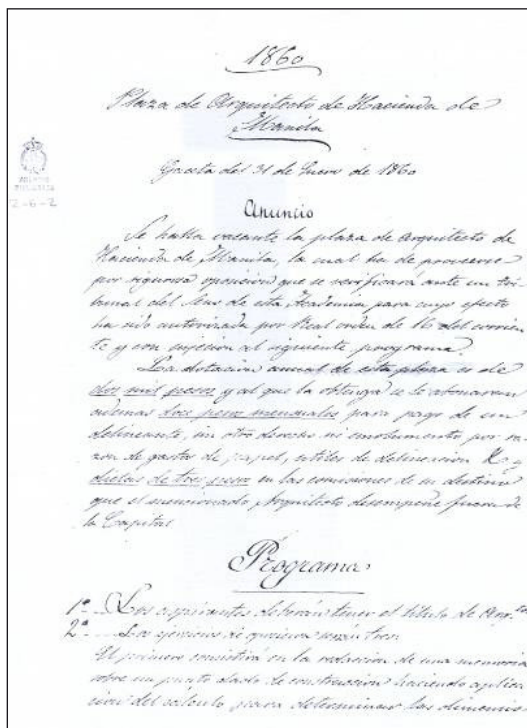 1860
Plaza de Arquitecto de Hacienda de
Manila
Gaceta del 31 de Enero de 1860
2-6-2
Anuncio
Se halla vacante la plaza de Arquitecto de
Hacienda de Manila, la cual ha de proveerse
por rigurosa oposicion que se verificará ante un tri-
bunal del Seno de esta Academia para cuyo efecto
ha sido autorizada por Real orden de 16 del corrien-
te y con sujecion al siguiente programa.
La dotacion annual de esta plaza es de
dos mil pesos y al que la obtenga se le abonaran
ademas doce pesos mensuales para pago de un
delineante, sin otro derecho ni emolumento por ra-
zon de gasto de papel, utiles de delineacion &ª y
dietas de tres pesos en las comisiones de su destino
que el mencionado Arquitecto desempeñe fuera de
la Capital
Programa
1º Los aspirantes deberán tener el titulo de Arqto
2º Los ejercicios de oposicion serán tres.
El primero consistirá en la redaccion de una memoria
sobre un punto dado de construccion haciendo aplica-
cion del calculo para determinar las dimensio-